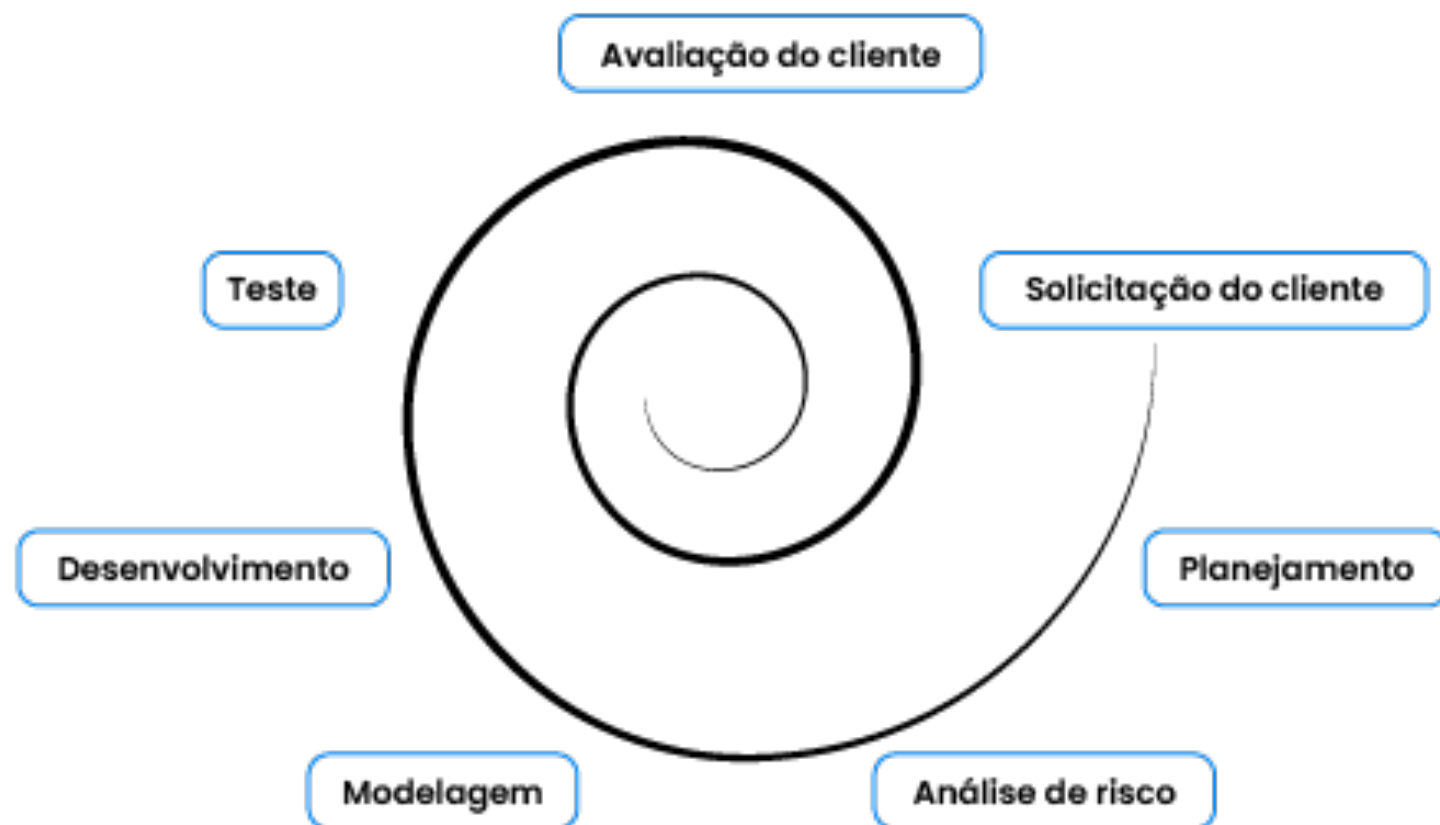 Avaliação do cliente
Teste
Solicitação do cliente
Desenvolvimento
Planejamento
Modelagem
Análise de risco